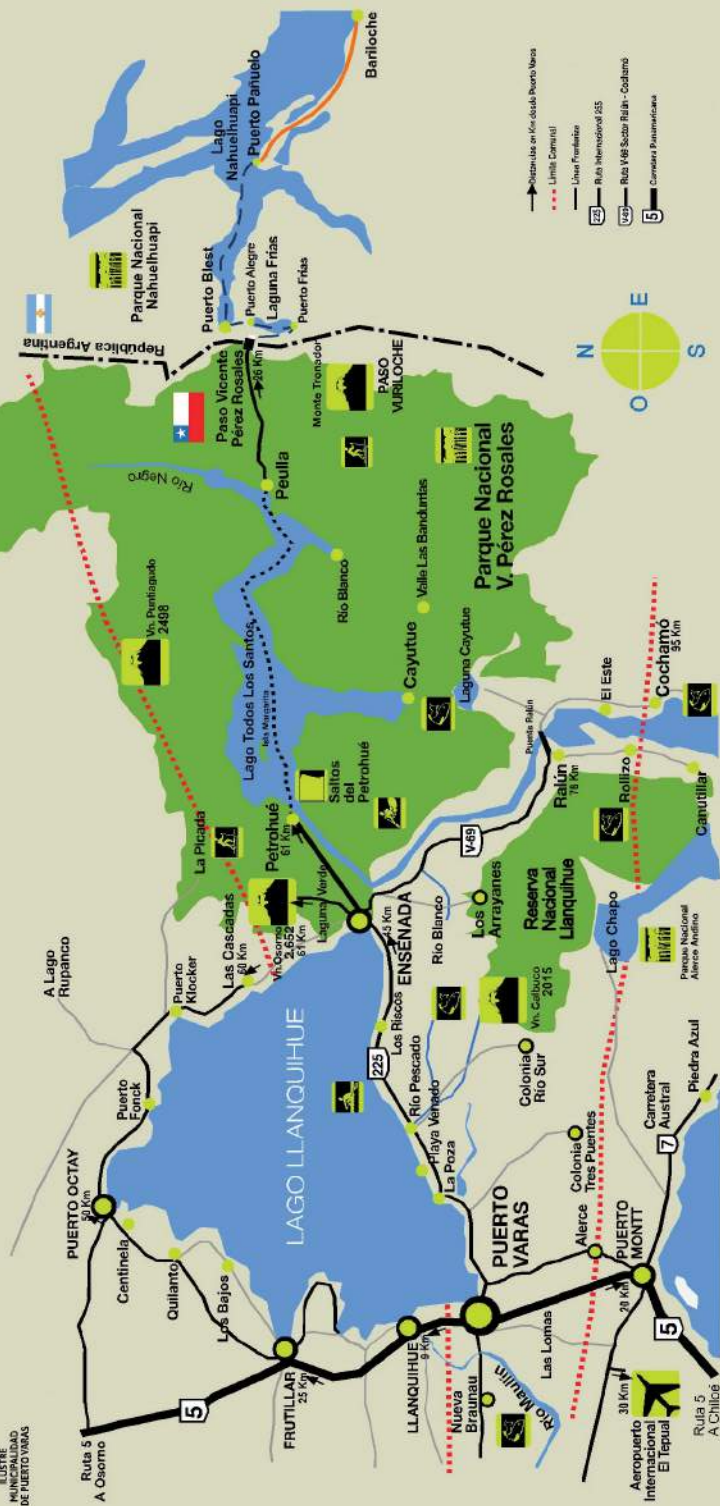 ILUSTRE
MUNICIPALIDAD
DE PUERTO VARAS
Ruta 5
A Osorno
5
PUERTO OCTAY
50 Km
Centinela
Quilanto
Los Bajos
FRUTILLAR
25 Km
LLANQUIHUE
9 Km
Nueva
Braunau
Río Maullín
Las Lomas
PUERTO
VARAS
Alerce
PUERTO
MONTT
20 Km
30 Km
Aeropuerto
Internacional
El Tepual
5
Ruta 5
A Chiloé
7
Carretera
Austral
Piedra Azul
Colonia
Tres Puentes
Colonia
Río Sur
La Poza
Playa Venado
Río Pescado
225
Los Riscos
45 Km
ENSENADA
LAGO LLANQUIHUE
Puerto
Fonck
Puerto
Klocker
A Lago
Rupanco
Las Cascadas
60 Km
Vn. Osorno
2.652
61 Km
Laguna Verde
La Picada
Petrohué
61 Km
Saltos
del
Petrohué
Lago Todos Los Santos
Isla Margarita
Vn. Puntiagudo
2498
Río Negro
Peulla
Río Blanco
Cayutue
Laguna Cayutue
Valle Las Bandurrias
Parque Nacional
V. Pérez Rosales
Monte Tronador
PASO
VURILOCHE
Paso Vicente
Pérez Rosales
26 Km
República Argentina
Parque Nacional
Nahuelhuapi
Puerto Blest
Puerto Alegre
Laguna Frías
Puerto Frías
Lago
Nahuelhuapi
Puerto Pañuelo
Bariloche
V-69
Río Blanco
Los
Arrayanes
Reserva
Nacional
Llanquihue
Vn. Calbuco
2015
Lago Chapo
Parque Nacional
Alerce Andino
Puente Ralún
Ralún
78 Km
Rollizo
Canutillar
El Este
Cochamó
95 Km
N
E
S
O
Distancias en Km desde Puerto Varas
Límite Comunal
Línea Fronteriza
225
Ruta Internacional 255
V-69
Ruta V-69 Sector Ralún - Cochamó
5
Carretera Panamericana